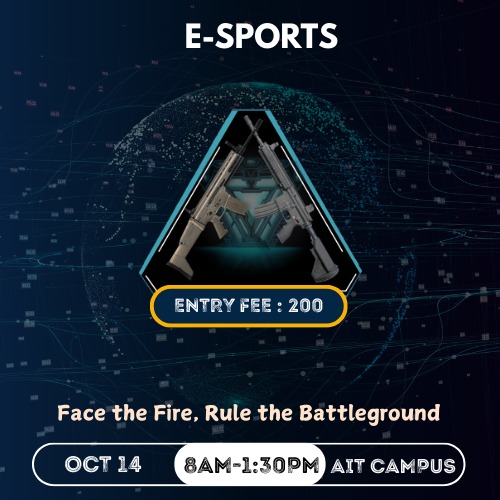 E-SPORTS
ENTRY FEE : 200
Face the Fire, Rule the Battleground
OCT 14 8AM-1:30PM AIT CAMPUS